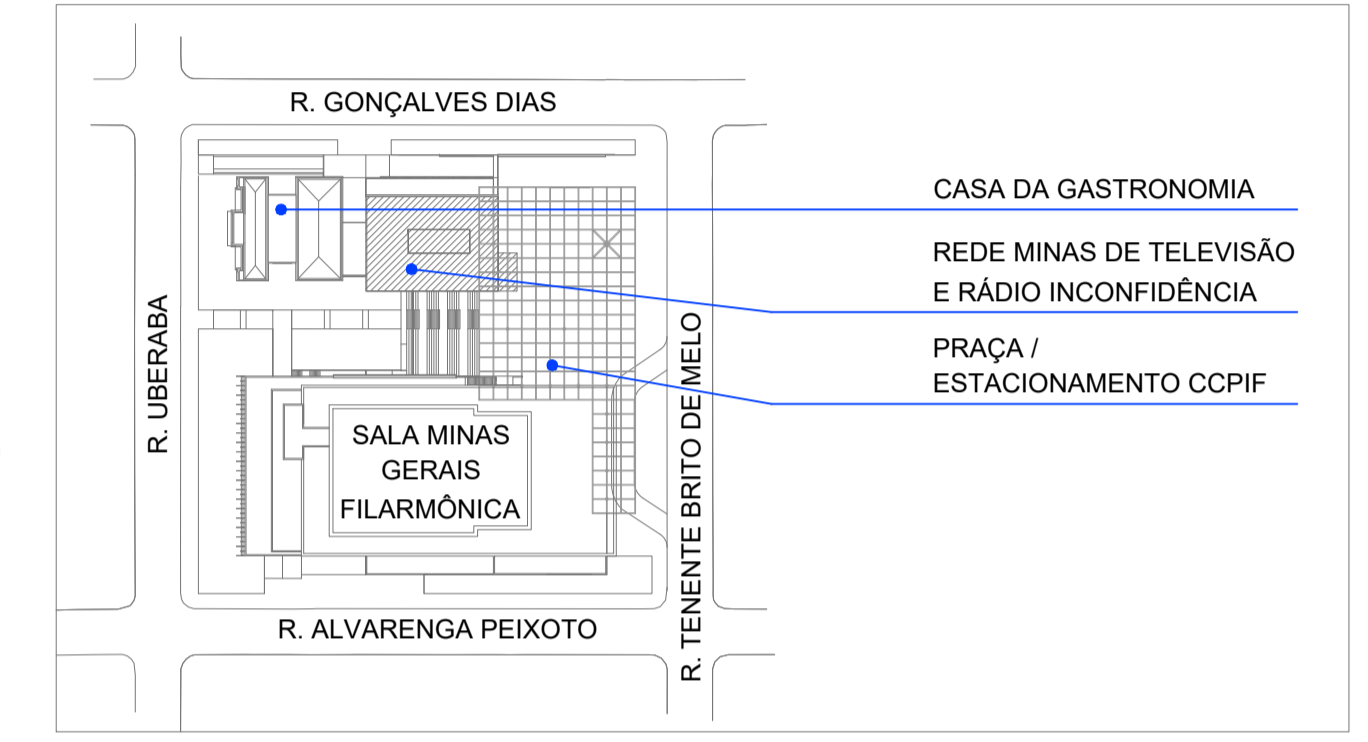 R. GONÇALVES DIAS
CASA DA GASTRONOMIA
REDE MINAS DE TELEVISÃO
E RÁDIO INCONFIDÊNCIA
PRAÇA /
ESTACIONAMENTO CCPIF
R. UBERABA
SALA MINAS
GERAIS
FILARMÔNICA
R. TENENTE BRITO DE MELO
R. ALVARENGA PEIXOTO